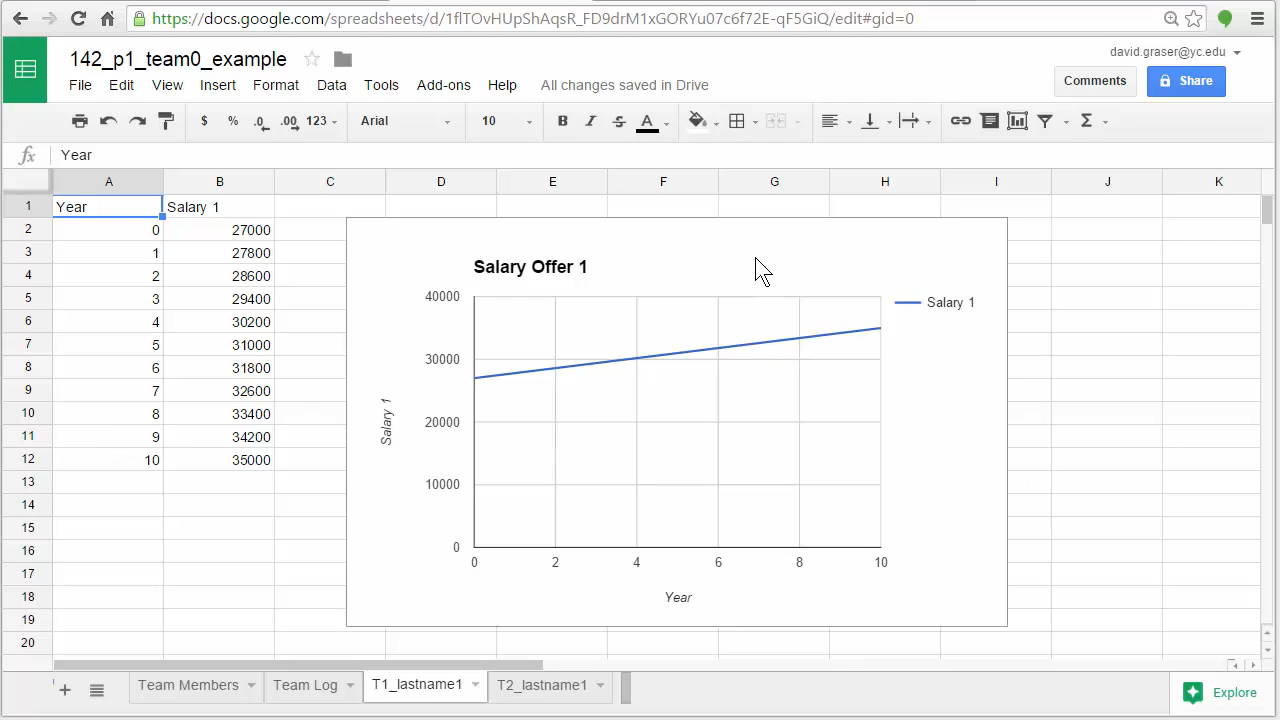 https://docs.google.com/spreadsheets/d/1flTOvHUpShAqsR_FD9drM1xGORYu07c6f72E-qF5GiQ/edit#gid=0
142_p1_team0_example
david.graser@yc.edu
File Edit View Insert Format Data Tools Add-ons Help All changes saved in Drive
Comments Share
$ % .0 .00 123 Arial 10 B I S A Σ
fx Year
A B C D E F G H I J K
1 Year Salary 1
2 0 27000
3 1 27800
4 2 28600
5 3 29400
6 4 30200
7 5 31000
8 6 31800
9 7 32600
10 8 33400
11 9 34200
12 10 35000
13
14
15
16
17
18
19
20
Salary Offer 1
40000
30000
20000
10000
0
Salary 1
0 2 4 6 8 10
Year
Salary 1
+ Team Members Team Log T1_lastname1 T2_lastname1 Explore